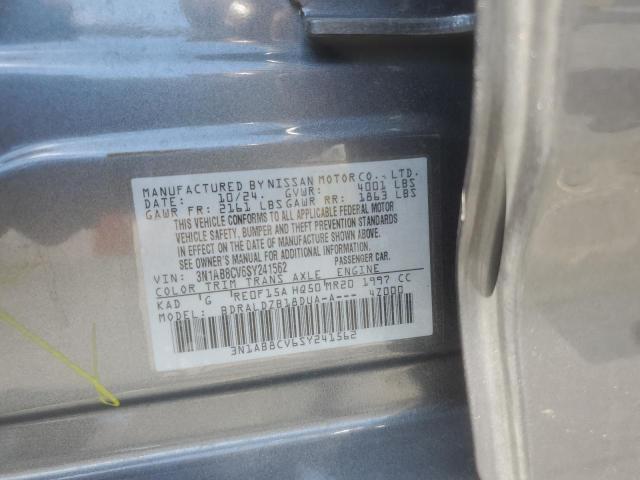 MANUFACTURED BY NISSAN MOTOR CO., LTD.
DATE: 10/24. GVWR: 4001 LBS
GAWR FR: 2161 LBS GAWR RR: 1863 LBS
THIS VEHICLE CONFORMS TO ALL APPLICABLE FEDERAL MOTOR
VEHICLE SAFETY, BUMPER AND THEFT PREVENTION STANDARDS
IN EFFECT ON THE DATE OF MANUFACTURE SHOWN ABOVE.
SEE OWNER'S MANUAL FOR FURTHER INFORMATION.
VIN: 3N1AB8CV6SY241562 PASSENGER CAR.
COLOR TRIM TRANS AXLE ENGINE
KAD G RE0F15A HQ50 MR20 1997 CC
MODEL: BDRALDZB18DUA-A--- 4Z000
3N1AB8CV6SY241562